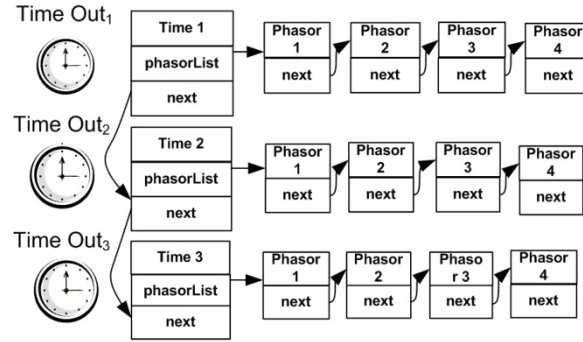 Time Out1
Time 1
phasorList
next
Phasor
1
next
Phasor
2
next
Phasor
3
next
Phasor
4
next
Time Out2
Time 2
phasorList
next
Phasor
1
next
Phasor
2
next
Phasor
3
next
Phasor
4
next
Time Out3
Time 3
phasorList
next
Phasor
1
next
Phasor
2
next
Phaso
r 3
next
Phasor
4
next